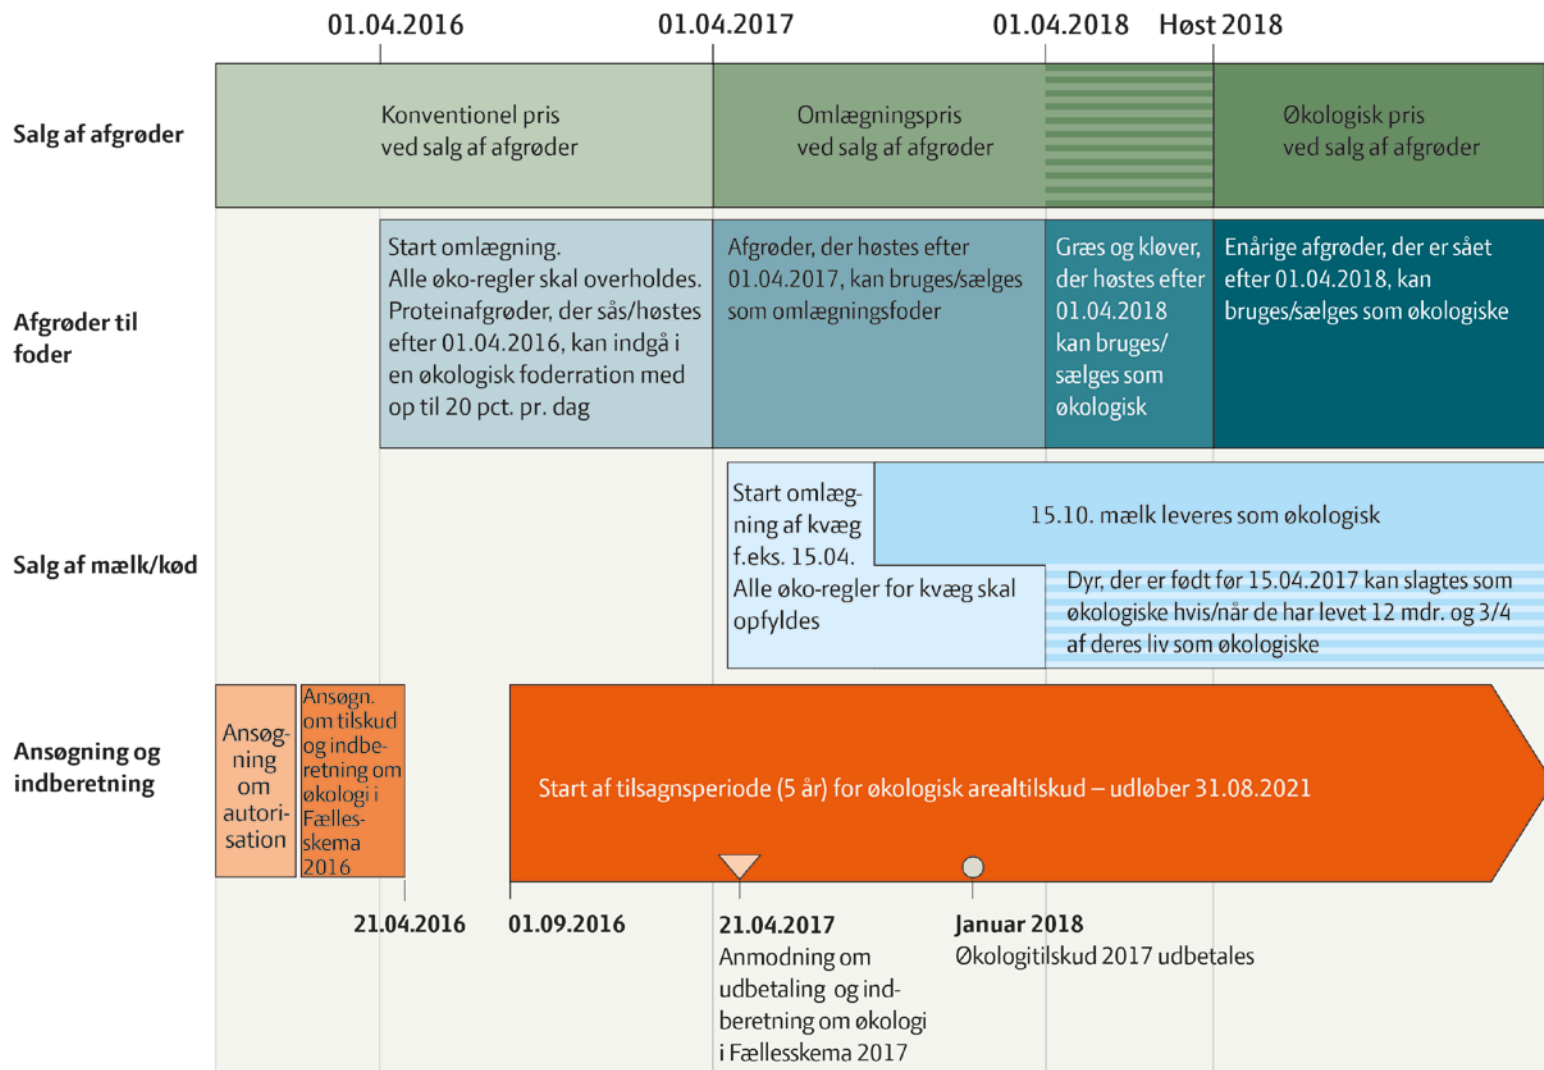 01.04.2016
01.04.2017
01.04.2018
Høst 2018
Salg af afgrøder
Konventionel pris
ved salg af afgrøder
Omlægningspris
ved salg af afgrøder
Økologisk pris
ved salg af afgrøder
Afgrøder til
foder
Start omlægning.
Alle øko-regler skal overholdes.
Proteinafgrøder, der sås/høstes
efter 01.04.2016, kan indgå i
en økologisk foderration med
op til 20 pct. pr. dag
Afgrøder, der høstes efter
01.04.2017, kan bruges/sælges
som omlægningsfoder
Græs og kløver,
der høstes efter
01.04.2018
kan bruges/
sælges som
økologisk
Enårige afgrøder, der er sået
efter 01.04.2018, kan
bruges/sælges som økologiske
Salg af mælk/kød
Start omlæg-
ning af kvæg
f.eks. 15.04.
Alle øko-regler for kvæg skal
opfyldes
15.10. mælk leveres som økologisk
Dyr, der er født før 15.04.2017 kan slagtes som
økologiske hvis/når de har levet 12 mdr. og 3/4
af deres liv som økologiske
Ansøgning og
indberetning
Ansøg-
ning
om
autori-
sation
Ansøgn.
om tilskud
og indbe-
retning om
økologi i
Fælles-
skema
2016
Start af tilsagnsperiode (5 år) for økologisk arealtilskud – udløber 31.08.2021
21.04.2016
01.09.2016
21.04.2017
Anmodning om
udbetaling og ind-
beretning om økologi
i Fællesskema 2017
Januar 2018
Økologitilskud 2017 udbetales